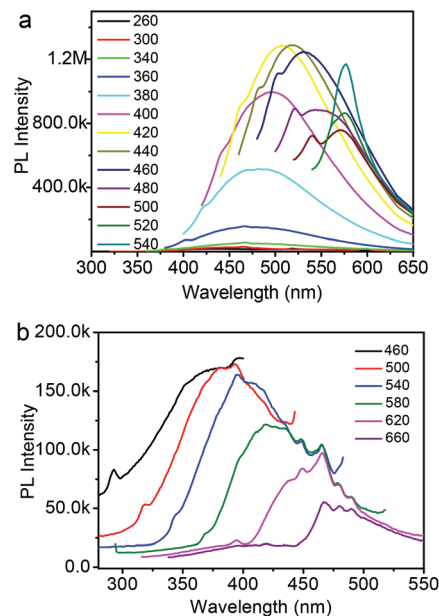 a
PL Intensity
1.2M
800.0k
400.0k
260
300
340
360
380
400
420
440
460
480
500
520
540
300 350 400 450 500 550 600 650
Wavelength (nm)
b
PL Intensity
200.0k
150.0k
100.0k
50.0k
0.0
460
500
540
580
620
660
300 350 400 450 500 550
Wavelength (nm)